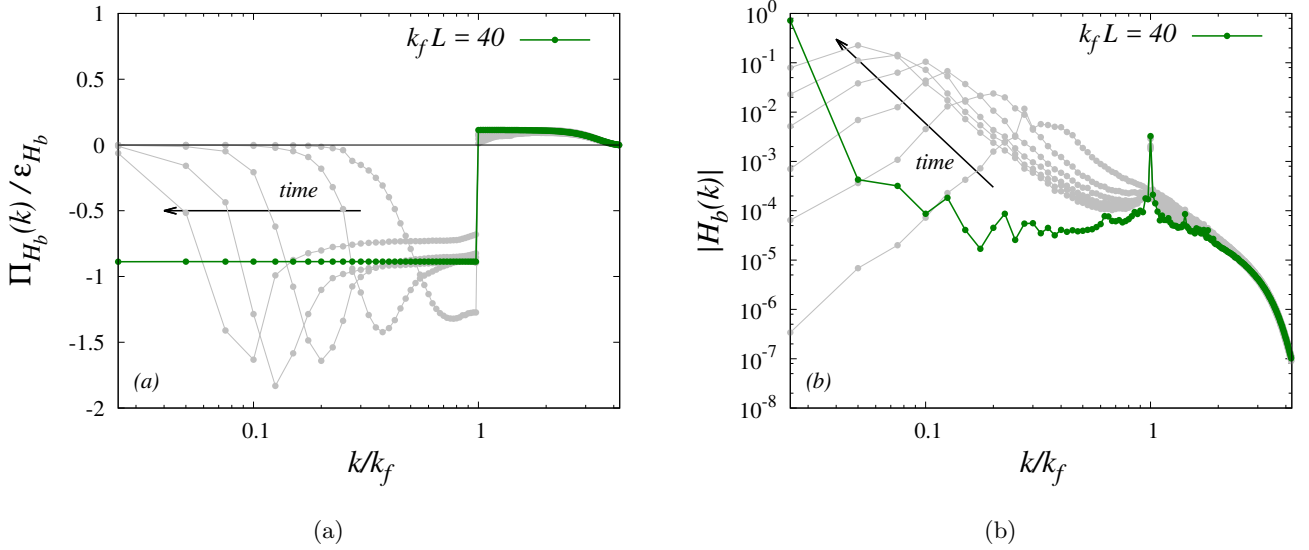 k_f L = 40
1
0.5
0
-0.5
-1
-1.5
-2
Π_{H_b}(k) / ε_{H_b}
time
(a)
0.1
1
k/k_f
(a)
k_f L = 40
10^0
10^-1
10^-2
10^-3
10^-4
10^-5
10^-6
10^-7
10^-8
|H_b(k)|
time
(b)
0.1
1
k/k_f
(b)